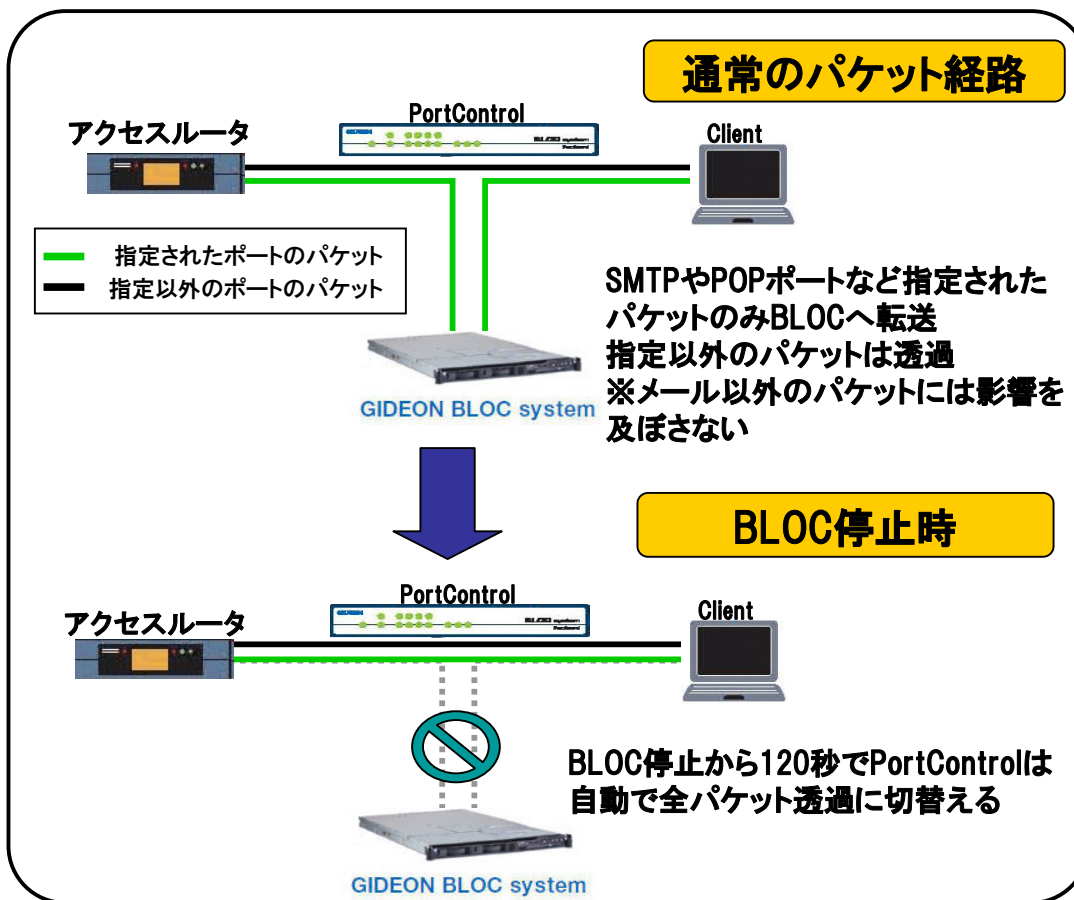 通常のパケット経路
PortControl
アクセスルータ
Client
GIDEON
BLOC system
指定されたポートのパケット
指定以外のポートのパケット
SMTPやPOPポートなど指定された
パケットのみBLOCへ転送
指定以外のパケットは透過
※メール以外のパケットには影響を
及ぼさない
GIDEON BLOC system
BLOC停止時
PortControl
アクセスルータ
Client
GIDEON
BLOC system
BLOC停止から120秒でPortControlは
自動で全パケット透過に切替える
GIDEON BLOC system